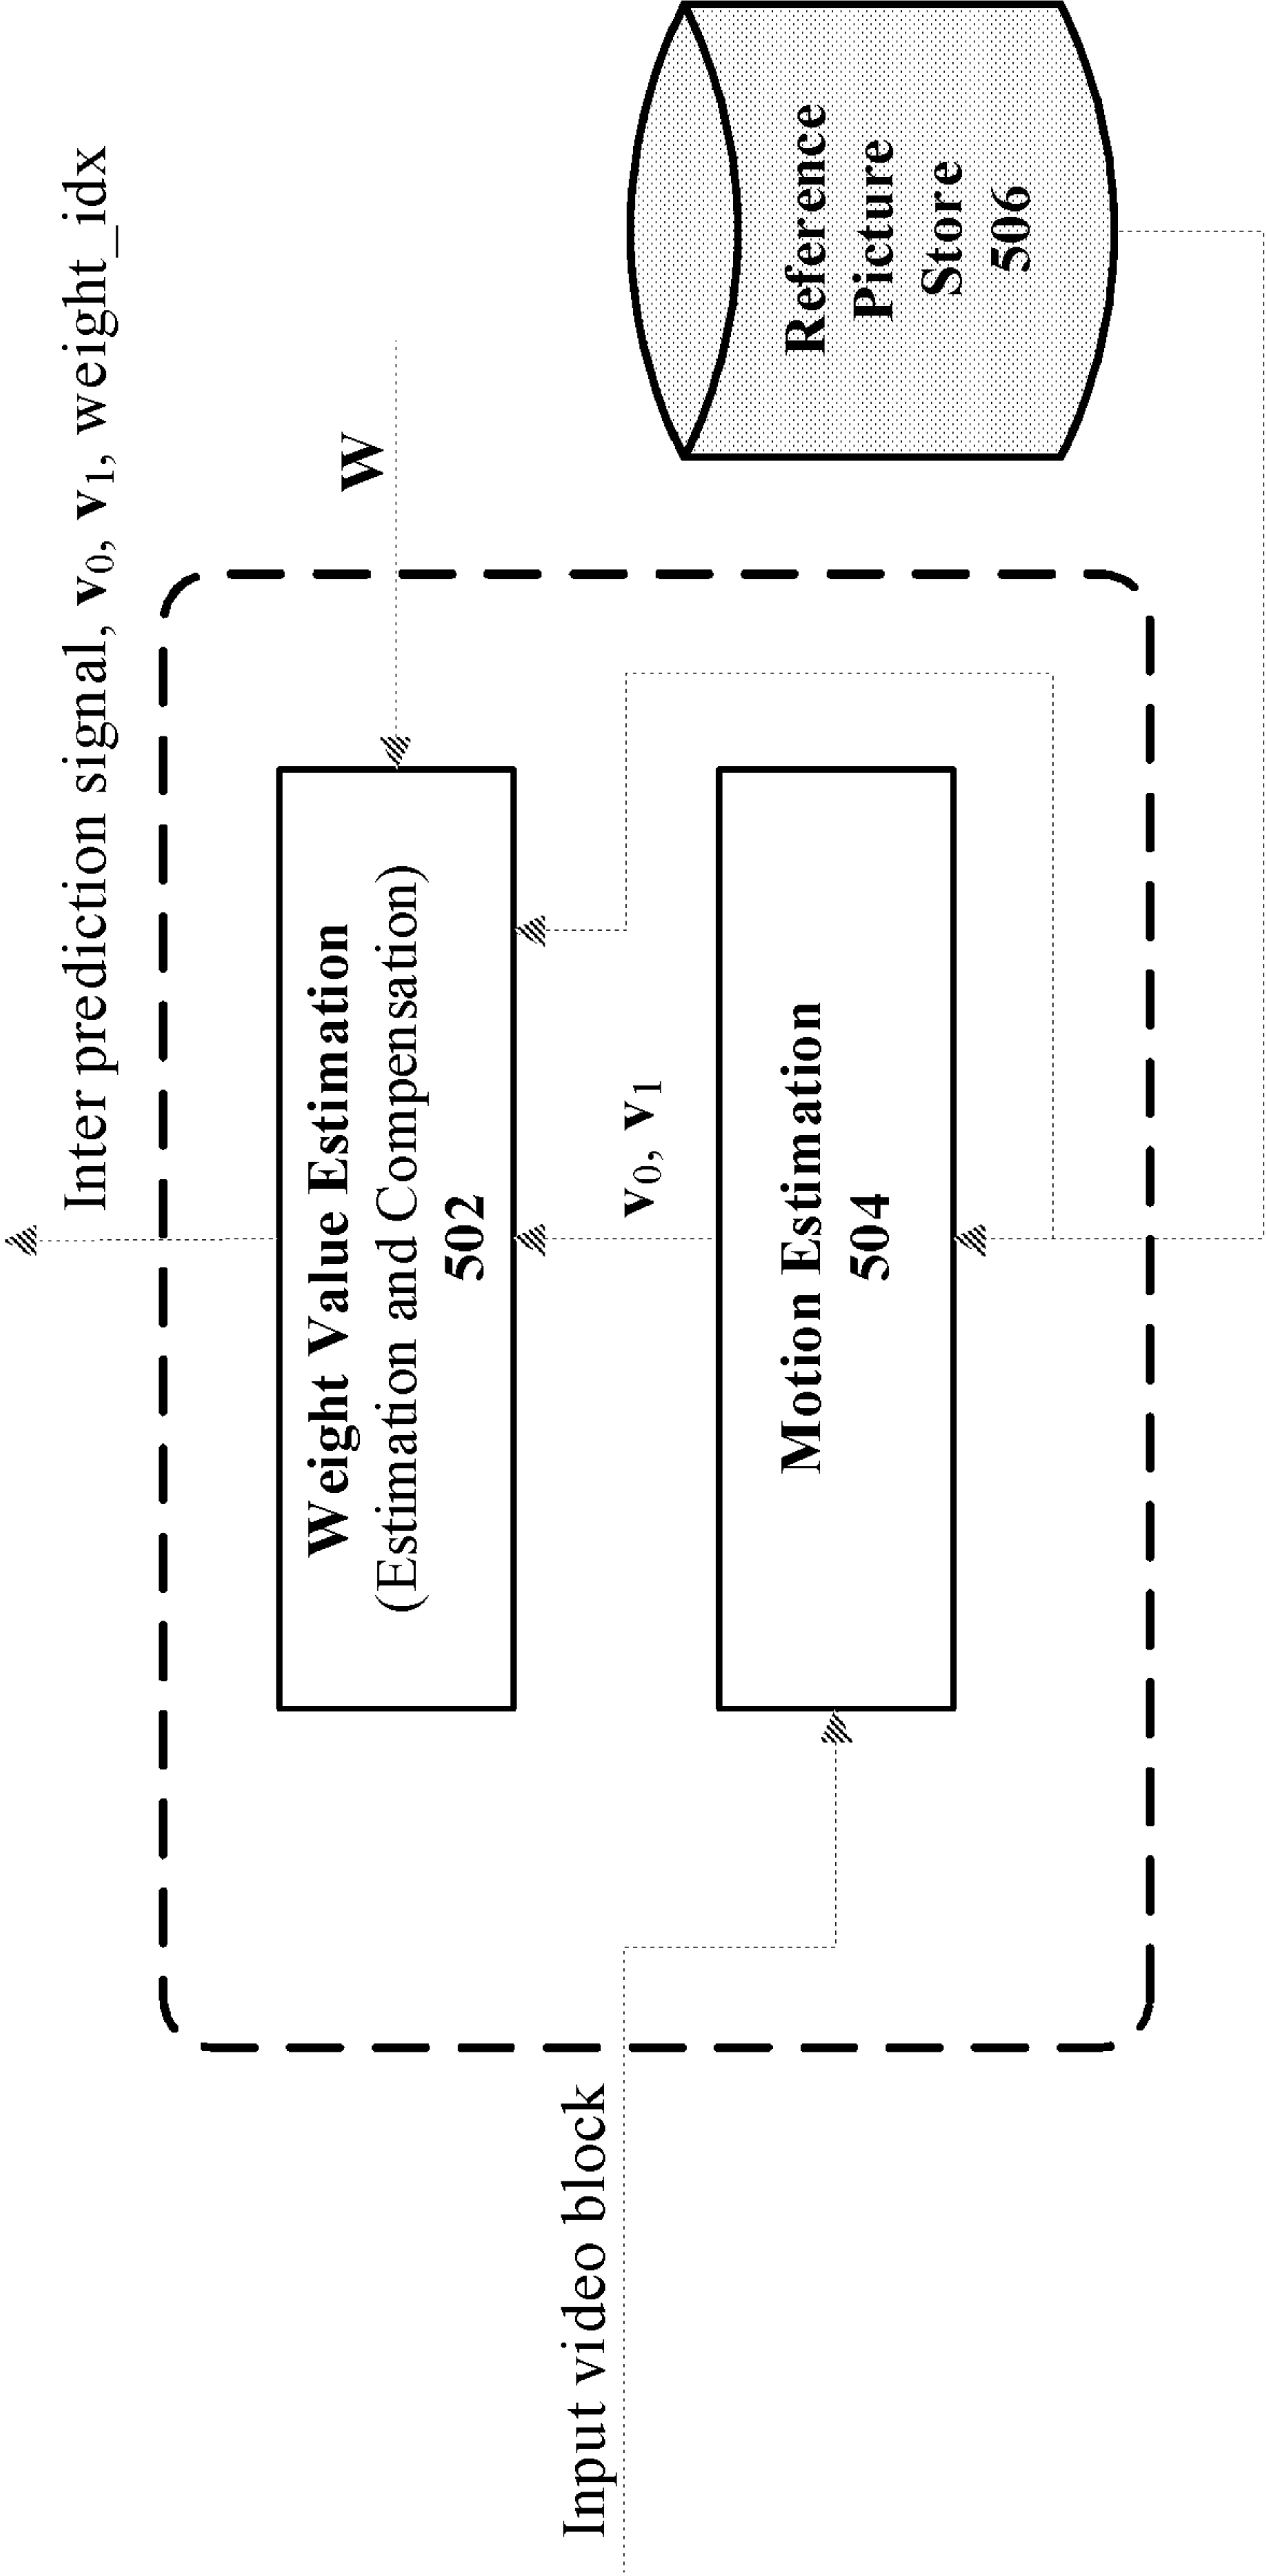 Inter prediction signal, v₀, v₁, weight_idx
W
Weight Value Estimation
(Estimation and Compensation)
502
v₀, v₁
Input video block
Motion Estimation
504
Reference
Picture
Store
506